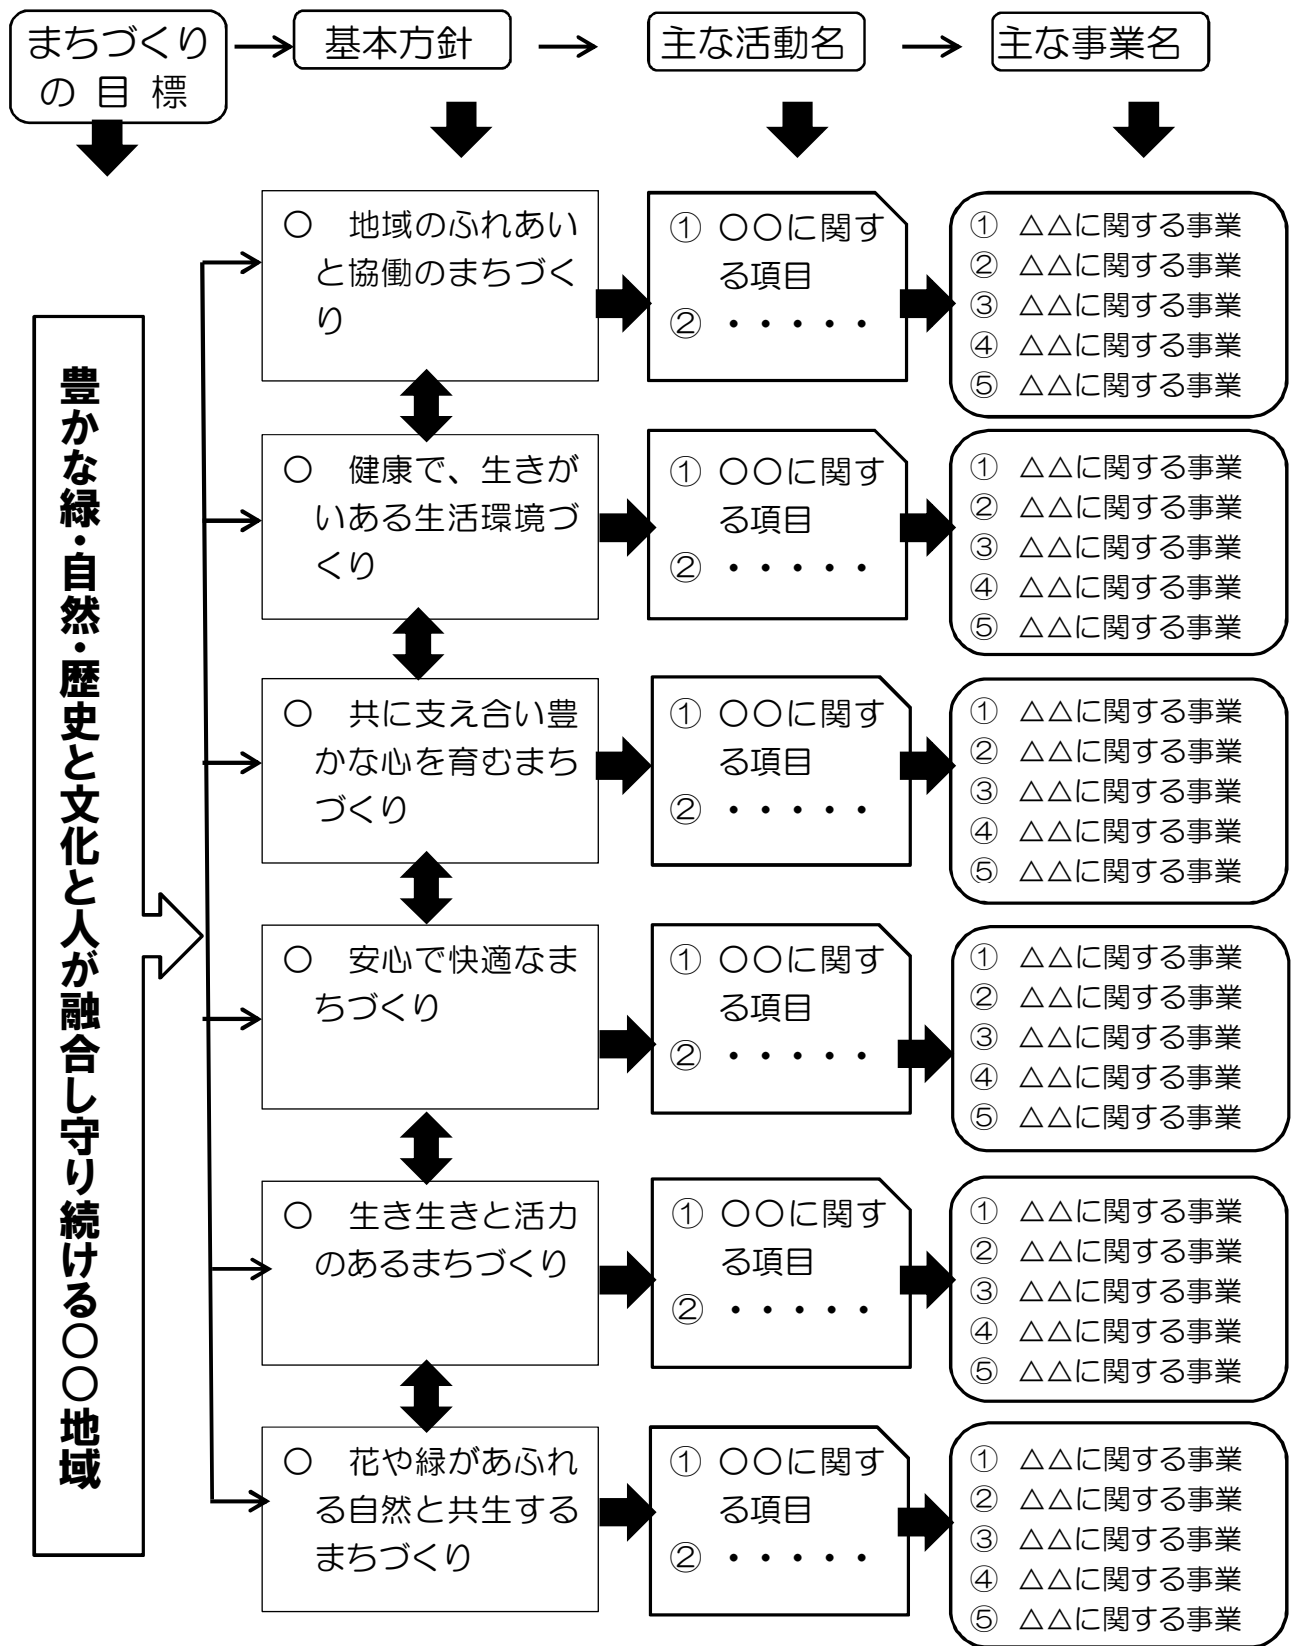 まちづくり
の目標
基本方針
主な活動名
主な事業名
豊かな緑・自然・歴史と文化と人が融合し守り続ける〇〇地域
〇　地域のふれあい
と協働のまちづく
り
① 〇〇に関す
る項目
② ・・・・・
① △△に関する事業
② △△に関する事業
③ △△に関する事業
④ △△に関する事業
⑤ △△に関する事業
〇　健康で、生きが
いある生活環境づ
くり
① 〇〇に関す
る項目
② ・・・・・
① △△に関する事業
② △△に関する事業
③ △△に関する事業
④ △△に関する事業
⑤ △△に関する事業
〇　共に支え合い豊
かな心を育むまち
づくり
① 〇〇に関す
る項目
② ・・・・・
① △△に関する事業
② △△に関する事業
③ △△に関する事業
④ △△に関する事業
⑤ △△に関する事業
〇　安心で快適なま
ちづくり
① 〇〇に関す
る項目
② ・・・・・
① △△に関する事業
② △△に関する事業
③ △△に関する事業
④ △△に関する事業
⑤ △△に関する事業
〇　生き生きと活力
のあるまちづくり
① 〇〇に関す
る項目
② ・・・・・
① △△に関する事業
② △△に関する事業
③ △△に関する事業
④ △△に関する事業
⑤ △△に関する事業
〇　花や緑があふれ
る自然と共生する
まちづくり
① 〇〇に関す
る項目
② ・・・・・
① △△に関する事業
② △△に関する事業
③ △△に関する事業
④ △△に関する事業
⑤ △△に関する事業